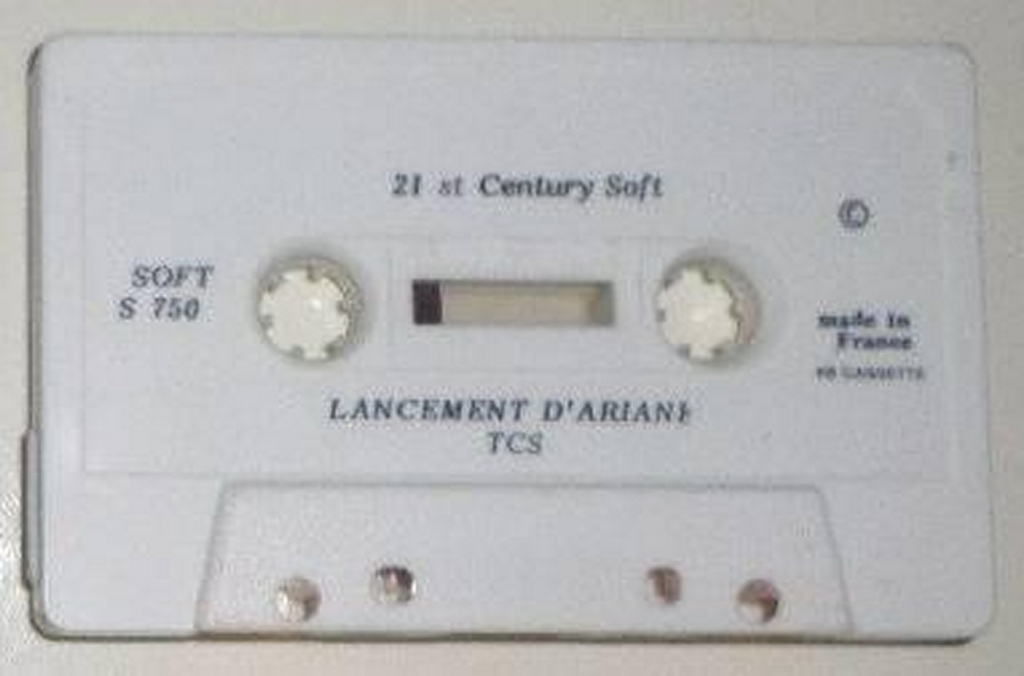 21 st Century Soft
©
SOFT
S 750
made in
France
LANCEMENT D'ARIANE
TCS